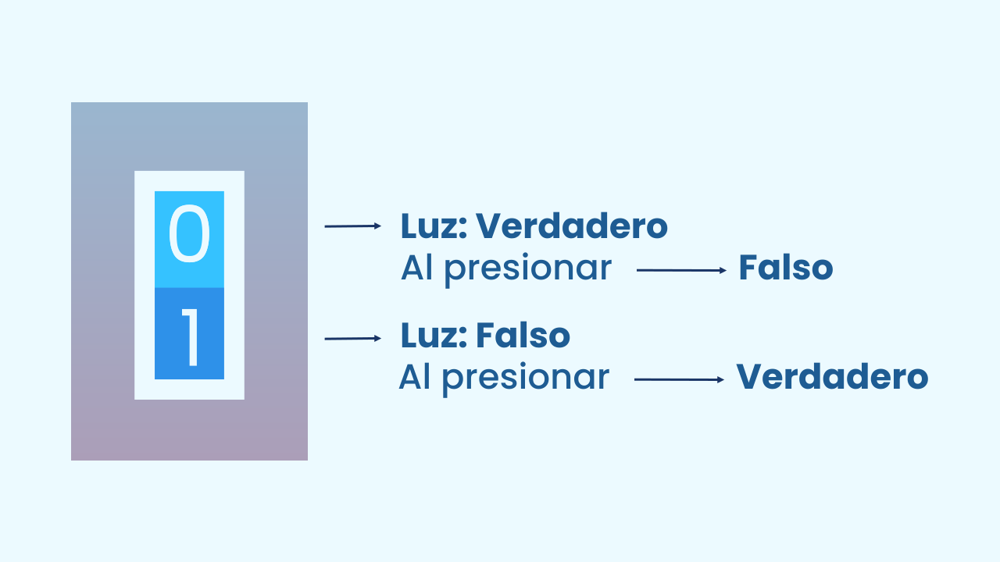 0
Luz: Verdadero
Al presionar Falso
1
Luz: Falso
Al presionar Verdadero